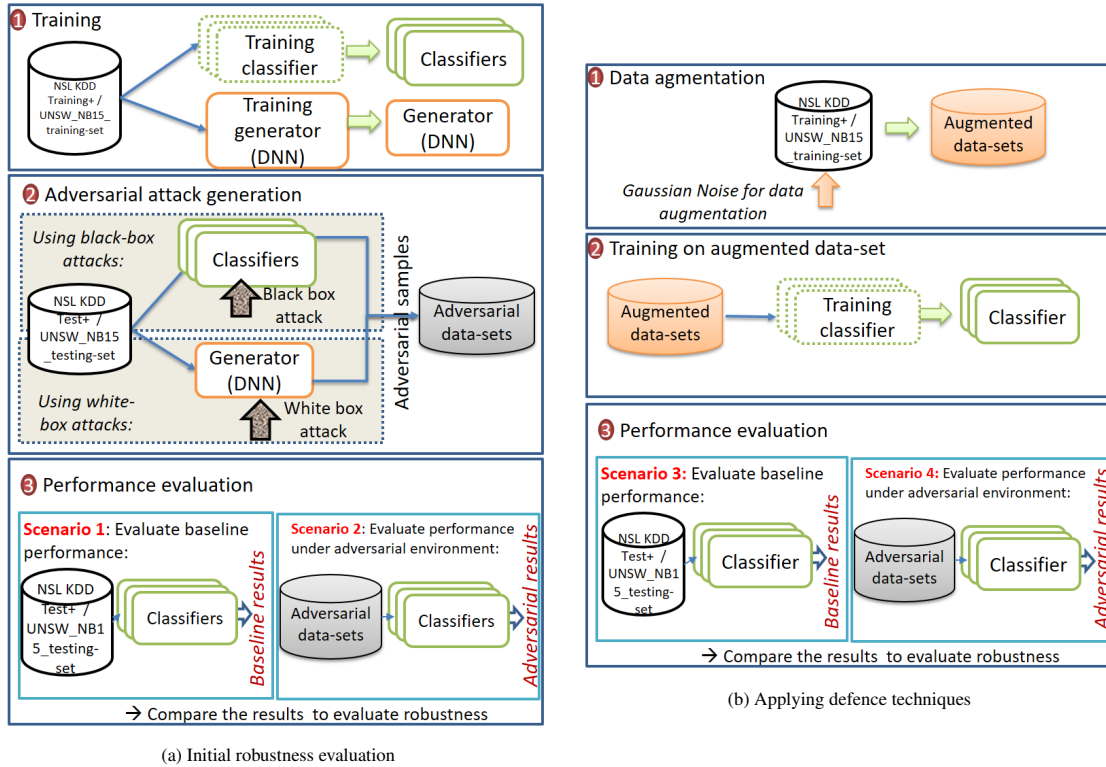 1 Training
NSL KDD
Training+ /
UNSW_NB15_
training-set
Training
classifier
Classifiers
Training
generator
(DNN)
Generator
(DNN)
2 Adversarial attack generation
Using black-box
attacks:
Classifiers
Black box
attack
NSL KDD
Test+ /
UNSW_NB15
_testing-set
Generator
(DNN)
Using white-
box attacks:
White box
attack
Adversarial samples
Adversarial
data-sets
3 Performance evaluation
Scenario 1: Evaluate baseline
performance:
NSL KDD
Test+ /
UNSW_NB1
5_testing-
set
Classifiers
Baseline results
Scenario 2: Evaluate performance
under adversarial environment:
Adversarial
data-sets
Classifiers
Adversarial results
→ Compare the results to evaluate robustness
(a) Initial robustness evaluation
1 Data agmentation
NSL KDD
Training+ /
UNSW_NB15
_training-set
Augmented
data-sets
Gaussian Noise for data
augmentation
2 Training on augmented data-set
Augmented
data-sets
Training
classifier
Classifier
3 Performance evaluation
Scenario 3: Evaluate baseline
performance:
NSL KDD
Test+ /
UNSW_NB1
5_testing-
set
Classifier
Baseline results
Scenario 4: Evaluate performance
under adversarial environment:
Adversarial
data-sets
Classifier
Adversarial results
→ Compare the results to evaluate robustness
(b) Applying defence techniques